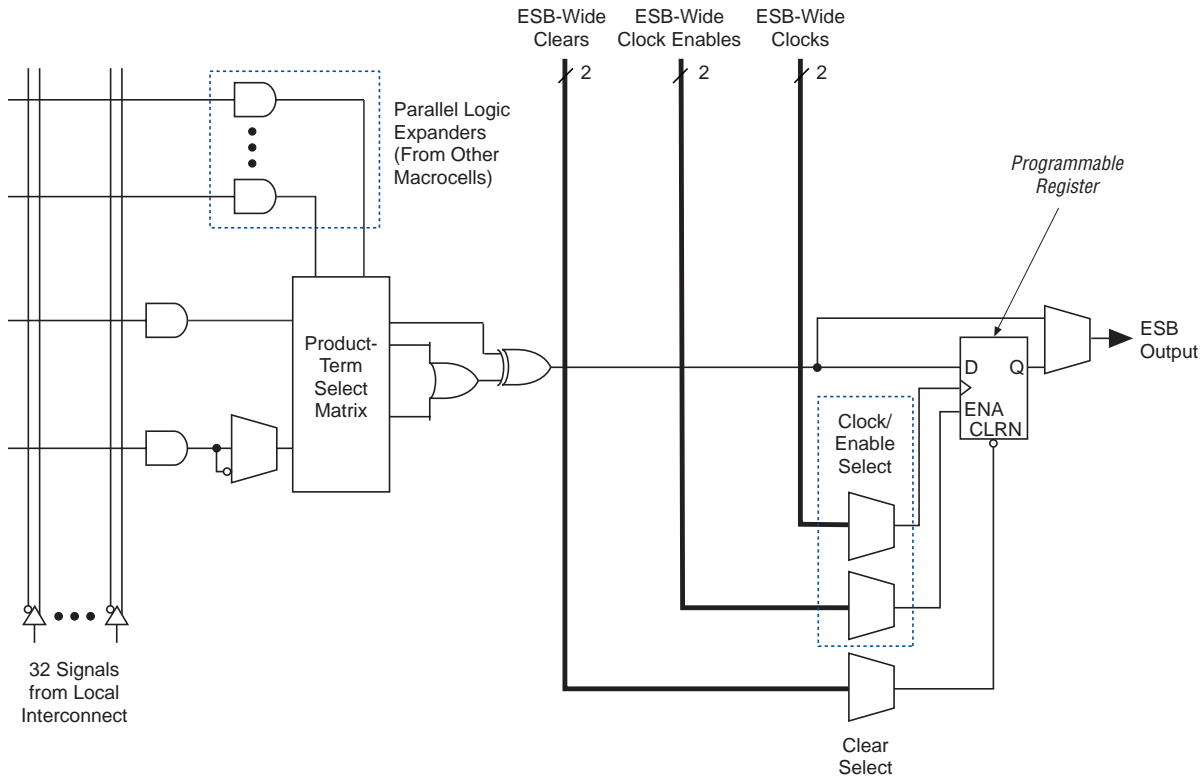 ESB-Wide
Clears
ESB-Wide
Clock Enables
ESB-Wide
Clocks
2
2
2
Parallel Logic
Expanders
(From Other
Macrocells)
Programmable
Register
Product-
Term
Select
Matrix
D
Q
ENA
CLRN
ESB
Output
Clock/
Enable
Select
32 Signals
from Local
Interconnect
Clear
Select